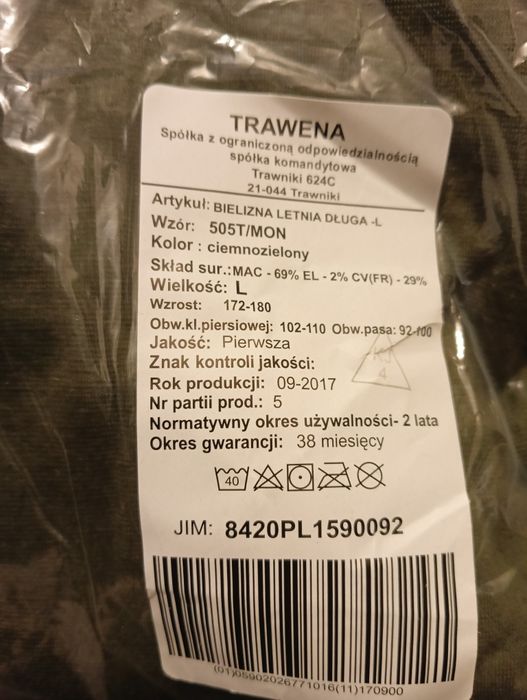 TRAWENA
Spółka z ograniczoną odpowiedzialnością
spółka komandytowa
Trawniki 624C
21-044 Trawniki
Artykuł: BIELIZNA LETNIA DŁUGA -L
Wzór: 505T/MON
Kolor : ciemnozielony
Skład sur.:MAC - 69% EL - 2% CV(FR) - 29%
Wielkość: L
Wzrost: 172-180
Obw.kl.piersiowej: 102-110 Obw.pasa: 92-100
Jakość: Pierwsza
KJ
4
Znak kontroli jakości:
Rok produkcji: 09-2017
Nr partii prod.: 5
Normatywny okres używalności- 2 lata
Okres gwarancji: 38 miesięcy
40
JIM: 8420PL1590092
(01)05902026771016(11)170900